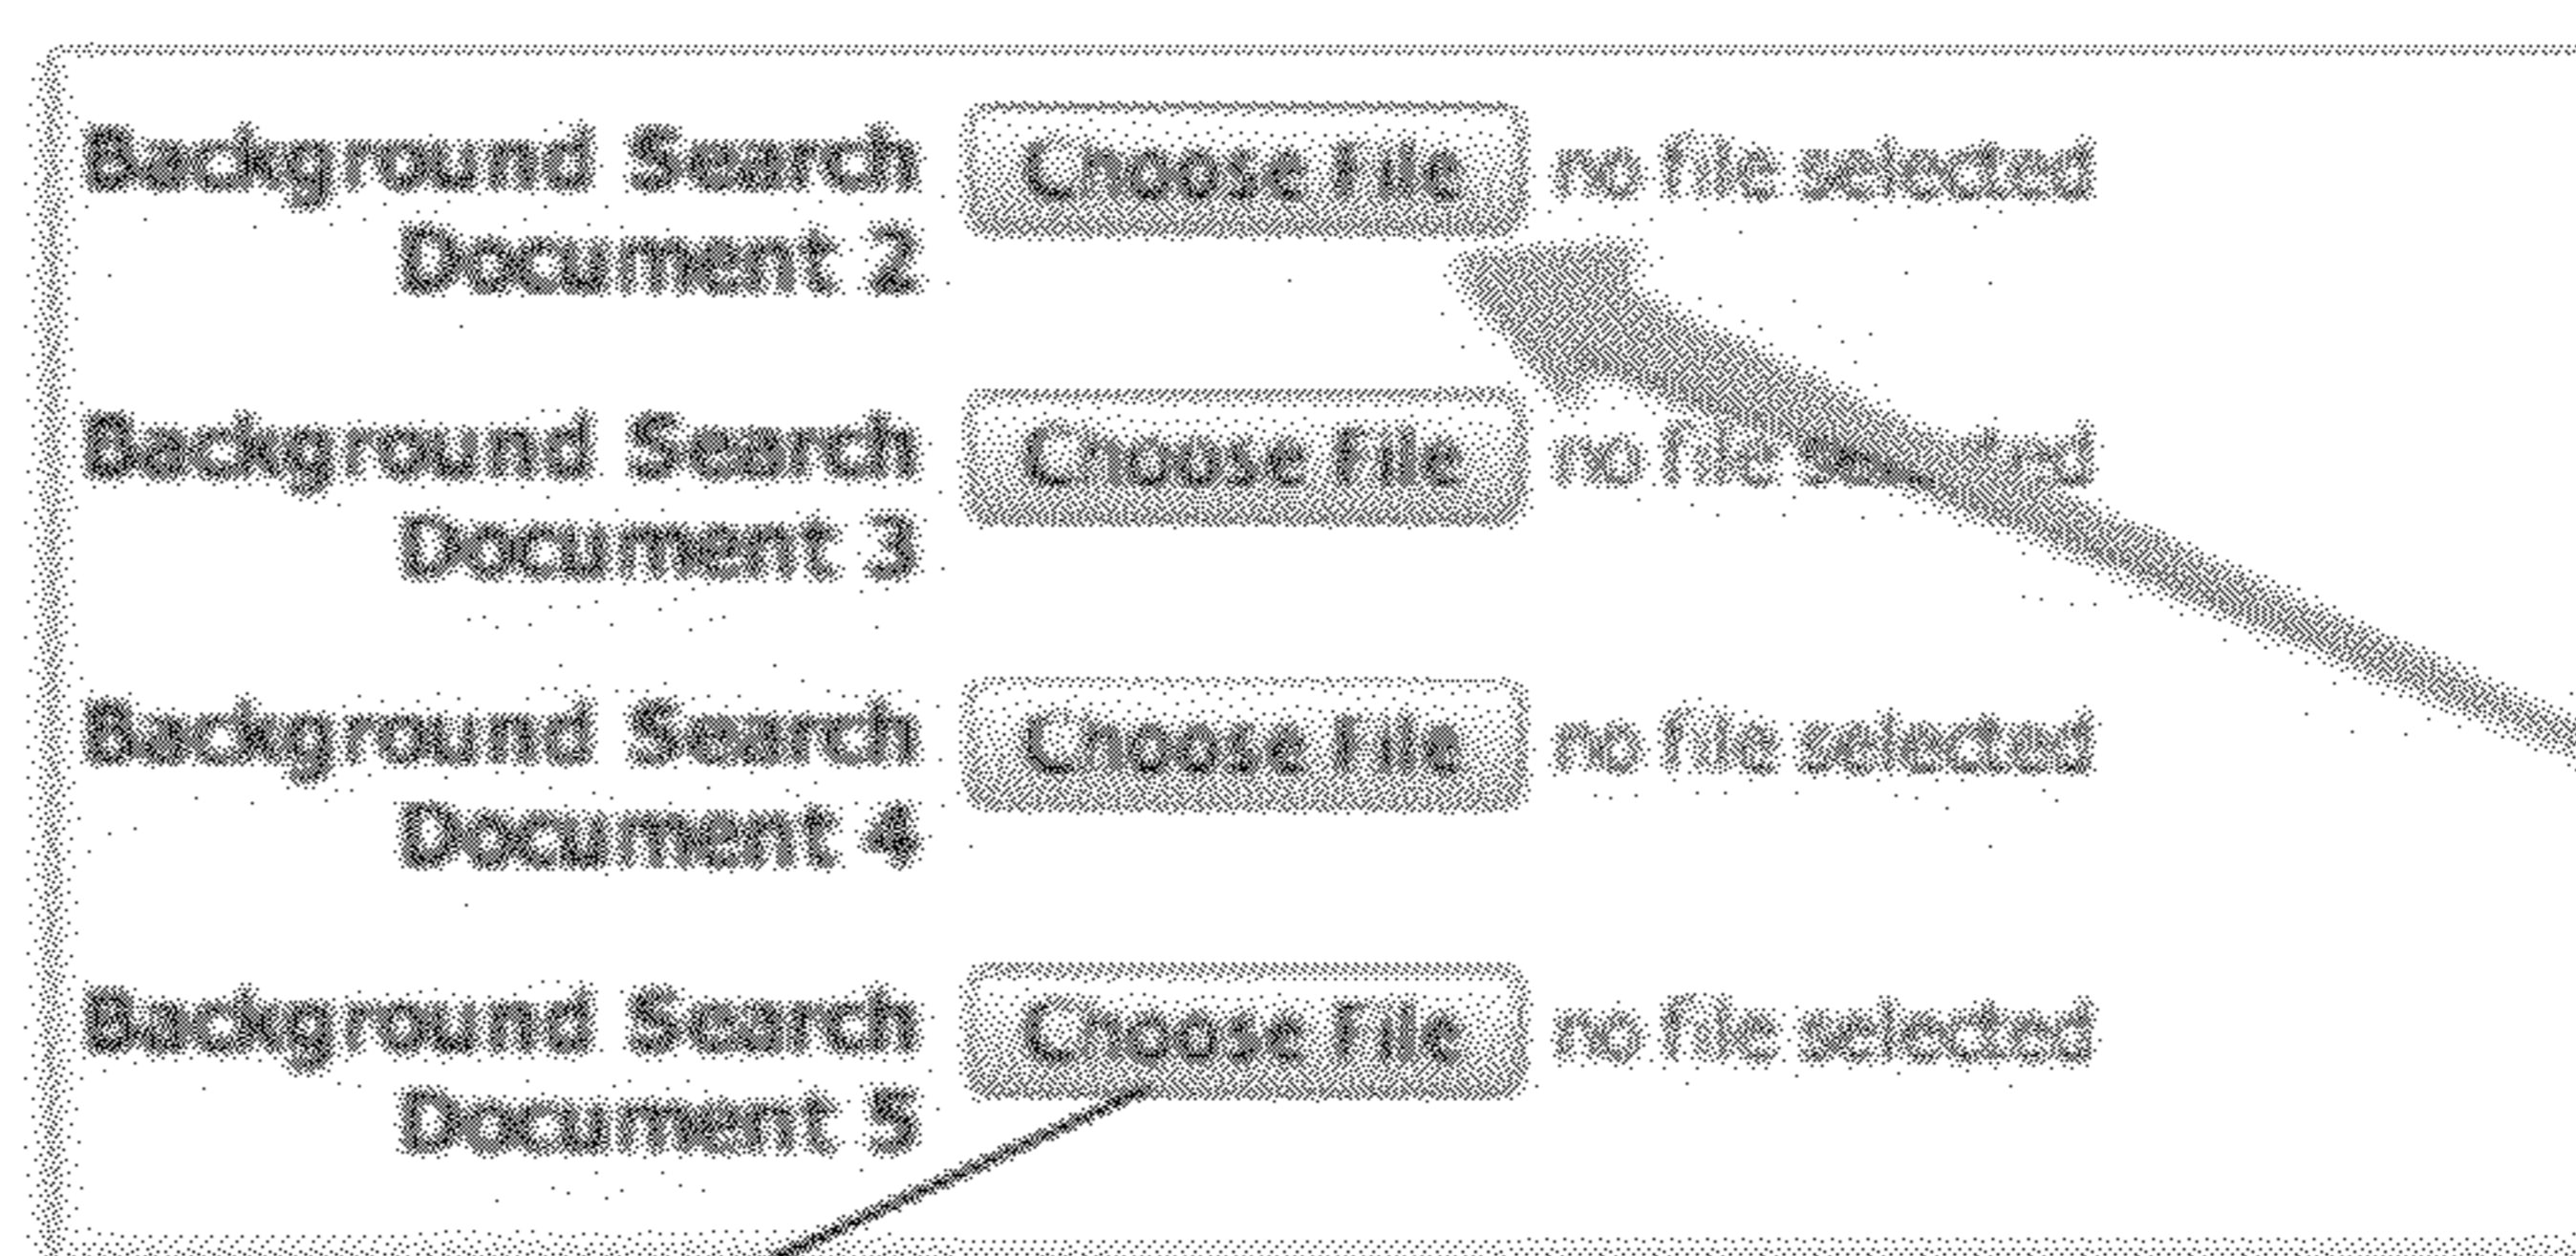 Background Search Choose File no file selected
Document 2
Background Search Choose File no file
Document 3
Background Search Choose File no file selected
Document 4
Background Search Choose File no file selected
Document 5